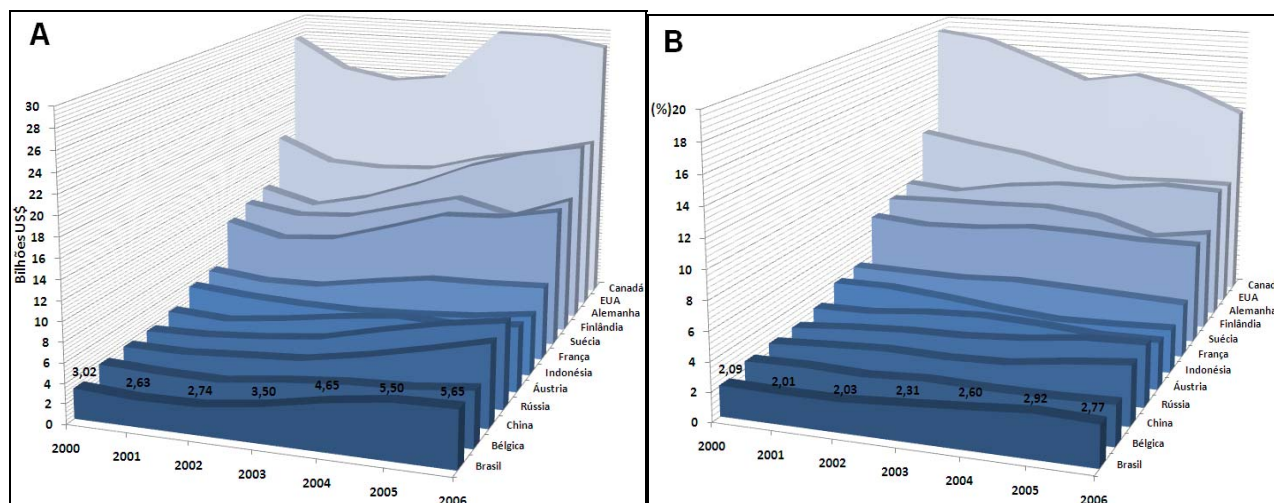 A
Bilhões US$
30
28
26
24
22
20
18
16
14
12
10
8
6
4
2
0
3,02
2,63
2,74
3,50
4,65
5,50
5,65
2000
2001
2002
2003
2004
2005
2006
Canadá
EUA
Alemanha
Finlândia
Suécia
França
Indonésia
Áustria
Rússia
China
Bélgica
Brasil
B
(%)
20
18
16
14
12
10
8
6
4
2
0
2,09
2,01
2,03
2,31
2,60
2,92
2,77
2000
2001
2002
2003
2004
2005
2006
Canad
EUA
Alemanha
Finlândia
Suécia
França
Indonésia
Áustria
Rússia
China
Bélgica
Brasil